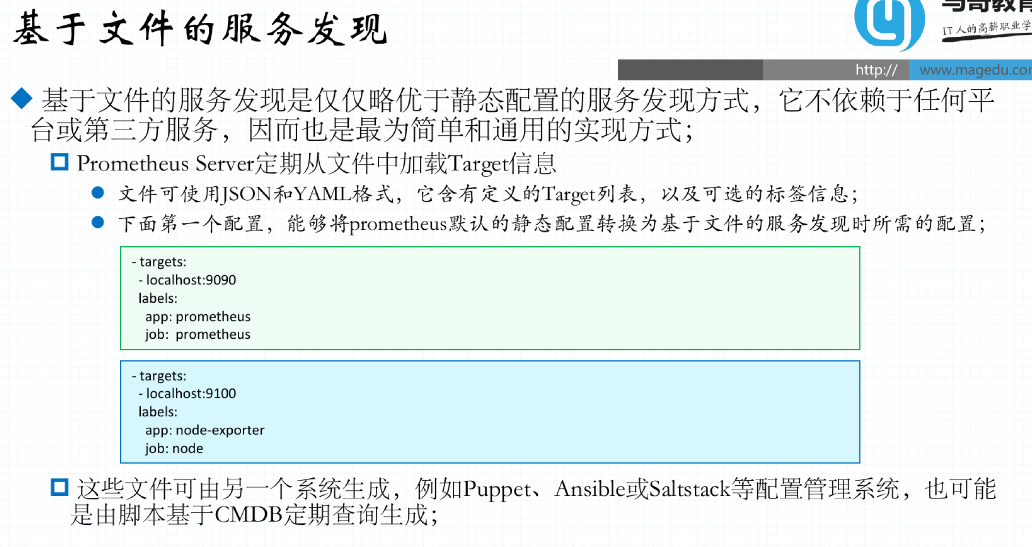 基于文件的服务发现
马哥教育
IT人的高薪职业学
http://
www.magedu.com
基于文件的服务发现是仅仅略优于静态配置的服务发现方式，它不依赖于任何平
台或第三方服务，因而也是最为简单和通用的实现方式；
Prometheus Server定期从文件中加载Target信息
文件可使用JSON和YAML格式，它含有定义的Target列表，以及可选的标签信息；
下面第一个配置，能够将prometheus默认的静态配置转换为基于文件的服务发现时所需的配置；
- targets:
- localhost:9090
labels:
app: prometheus
job: prometheus
- targets:
- localhost:9100
labels:
app: node-exporter
job: node
这些文件可由另一个系统生成，例如Puppet、Ansible或Saltstack等配置管理系统，也可能
是由脚本基于CMDB定期查询生成；